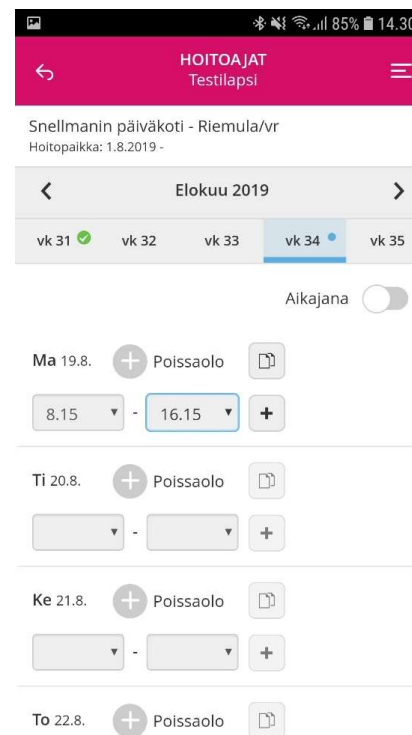 85% 14.30
HOITOAJAT
Testilapsi
Snellmanin päiväkoti - Riemula/vr
Hoitopaikka: 1.8.2019 -
Elokuu 2019
vk 31 vk 32 vk 33 vk 34 vk 35
Aikajana
Ma 19.8. Poissaolo
8.15 - 16.15 +
Ti 20.8. Poissaolo
- +
Ke 21.8. Poissaolo
- +
To 22.8. Poissaolo